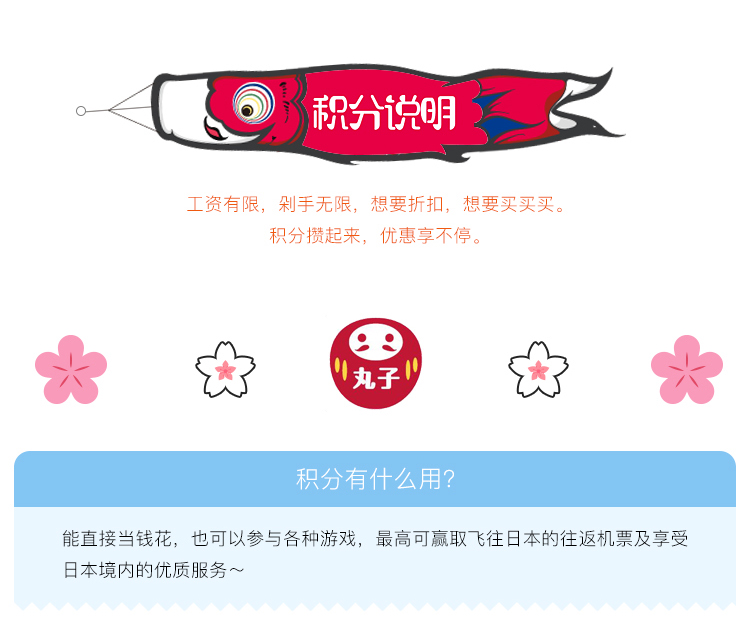 积分说明
工资有限，剁手无限，想要折扣，想要买买买。
积分攒起来，优惠享不停。
丸子
积分有什么用？
能直接当钱花，也可以参与各种游戏，最高可赢取飞往日本的往返机票及享受
日本境内的优质服务～